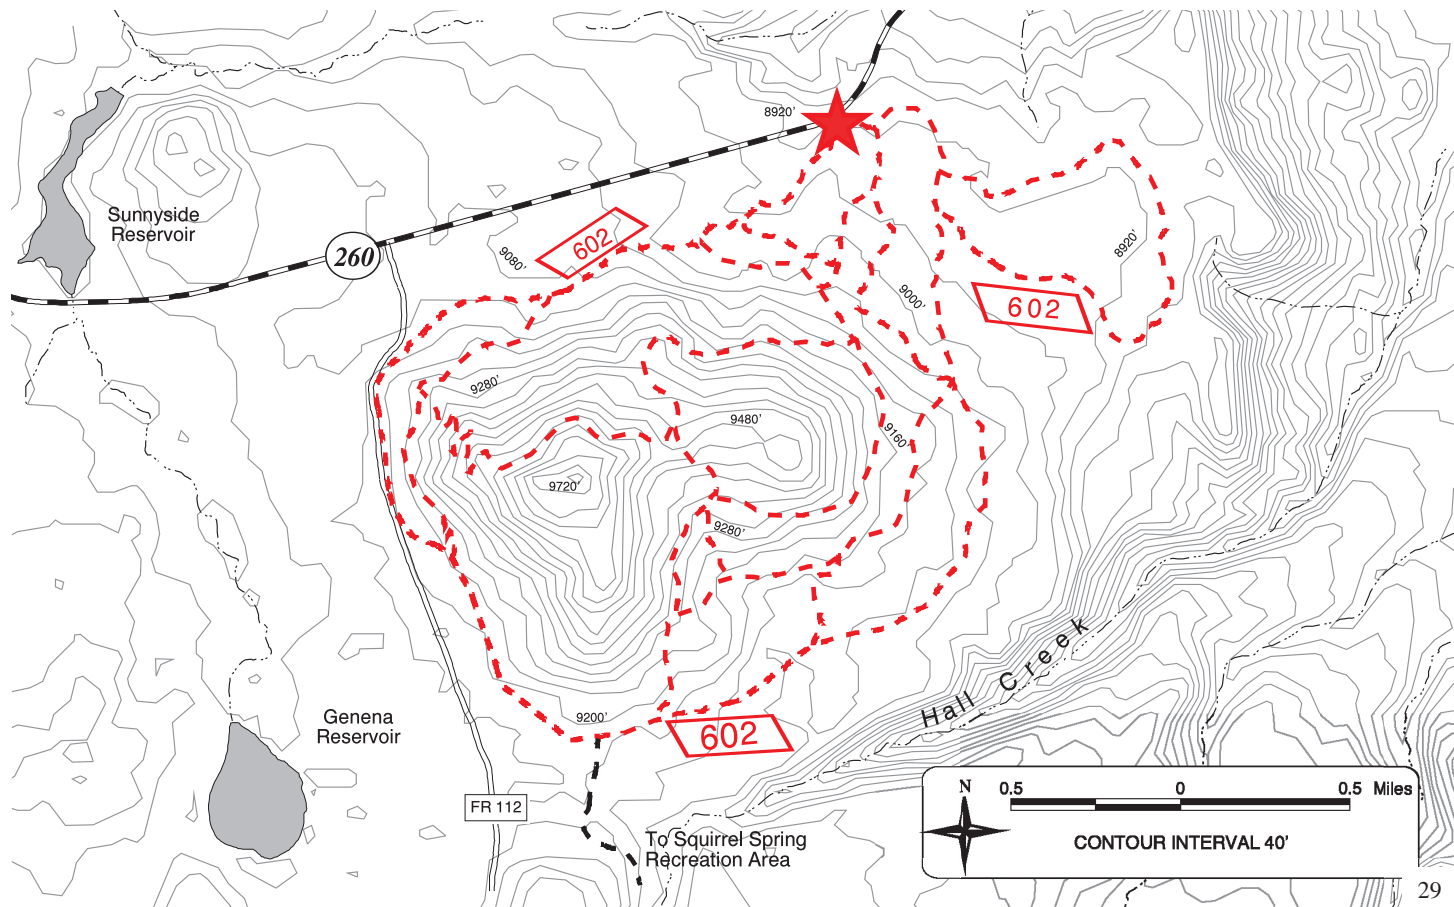 8920'
Sunnyside
Reservoir
602
260
9080'
8920'
9000'
602
9280'
9480'
9160'
9720'
9280'
Hall Creek
9200'
602
Genena
Reservoir
FR 112
To Squirrel Spring
Recreation Area
N
0.5 0 0.5 Miles
CONTOUR INTERVAL 40'
29